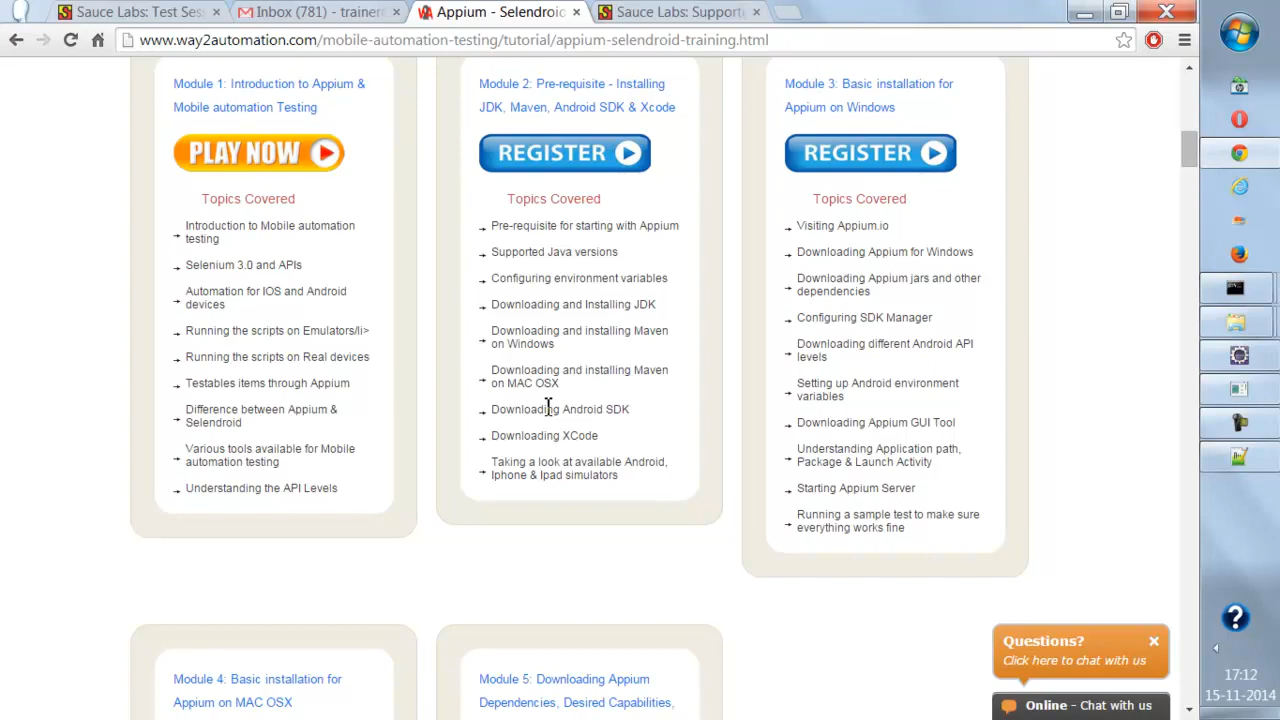 Sauce Labs: Test Ses
Inbox (781) - trainer
Appium - Selendroid
Sauce Labs: Support
www.way2automation.com/mobile-automation-testing/tutorial/appium-selendroid-training.html
Module 1: Introduction to Appium &
Mobile automation Testing
PLAY NOW
Topics Covered
Introduction to Mobile automation
testing
Selenium 3.0 and APIs
Automation for IOS and Android
devices
Running the scripts on Emulators/li>
Running the scripts on Real devices
Testables items through Appium
Difference between Appium &
Selendroid
Various tools available for Mobile
automation testing
Understanding the API Levels
Module 2: Pre-requisite - Installing
JDK, Maven, Android SDK & Xcode
REGISTER
Topics Covered
Pre-requisite for starting with Appium
Supported Java versions
Configuring environment variables
Downloading and Installing JDK
Downloading and installing Maven
on Windows
Downloading and installing Maven
on MAC OSX
Downloading Android SDK
Downloading XCode
Taking a look at available Android,
Iphone & Ipad simulators
Module 3: Basic installation for
Appium on Windows
REGISTER
Topics Covered
Visiting Appium.io
Downloading Appium for Windows
Downloading Appium jars and other
dependencies
Configuring SDK Manager
Downloading different Android API
levels
Setting up Android environment
variables
Downloading Appium GUI Tool
Understanding Application path,
Package & Launch Activity
Starting Appium Server
Running a sample test to make sure
everything works fine
Module 4: Basic installation for
Appium on MAC OSX
Module 5: Downloading Appium
Dependencies, Desired Capabilities,
Questions?
Click here to chat with us
Online - Chat with us
17:12
15-11-2014